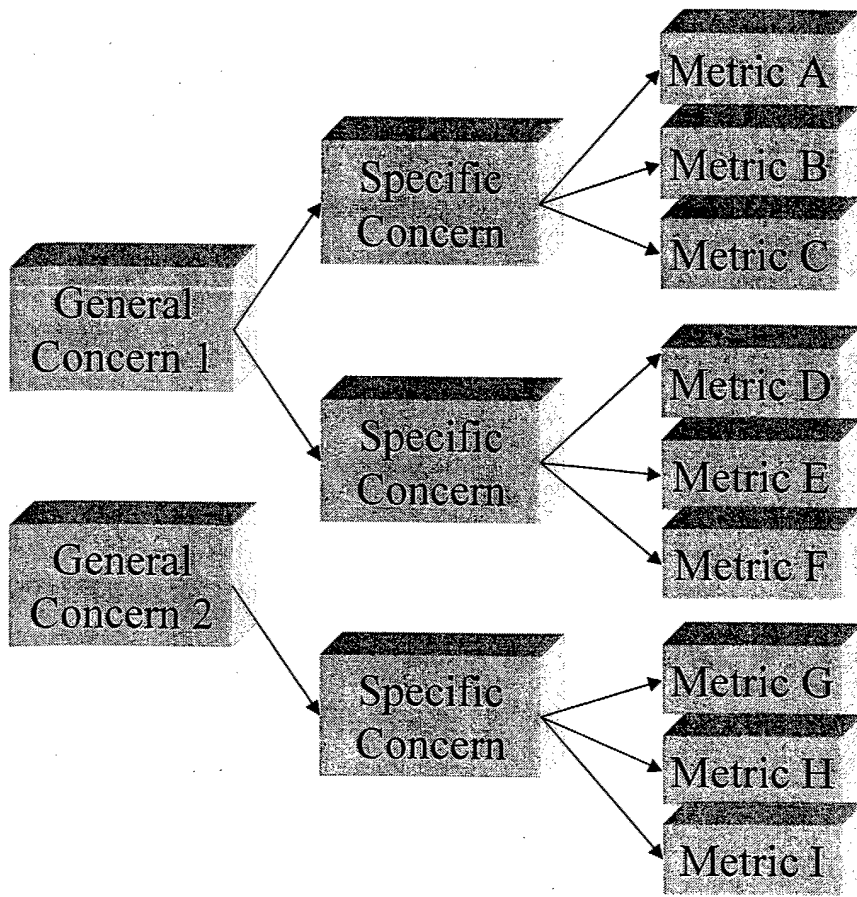 General
Concern 1
General
Concern 2
Specific
Concern
Specific
Concern
Specific
Concern
Metric A
Metric B
Metric C
Metric D
Metric E
Metric F
Metric G
Metric H
Metric I